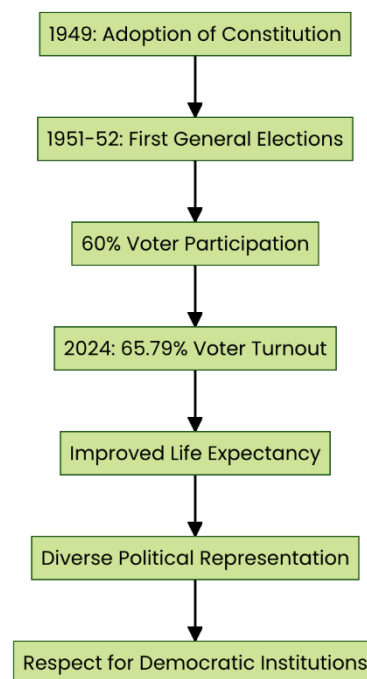 1949: Adoption of Constitution
1951-52: First General Elections
60% Voter Participation
2024: 65.79% Voter Turnout
Improved Life Expectancy
Diverse Political Representation
Respect for Democratic Institutions